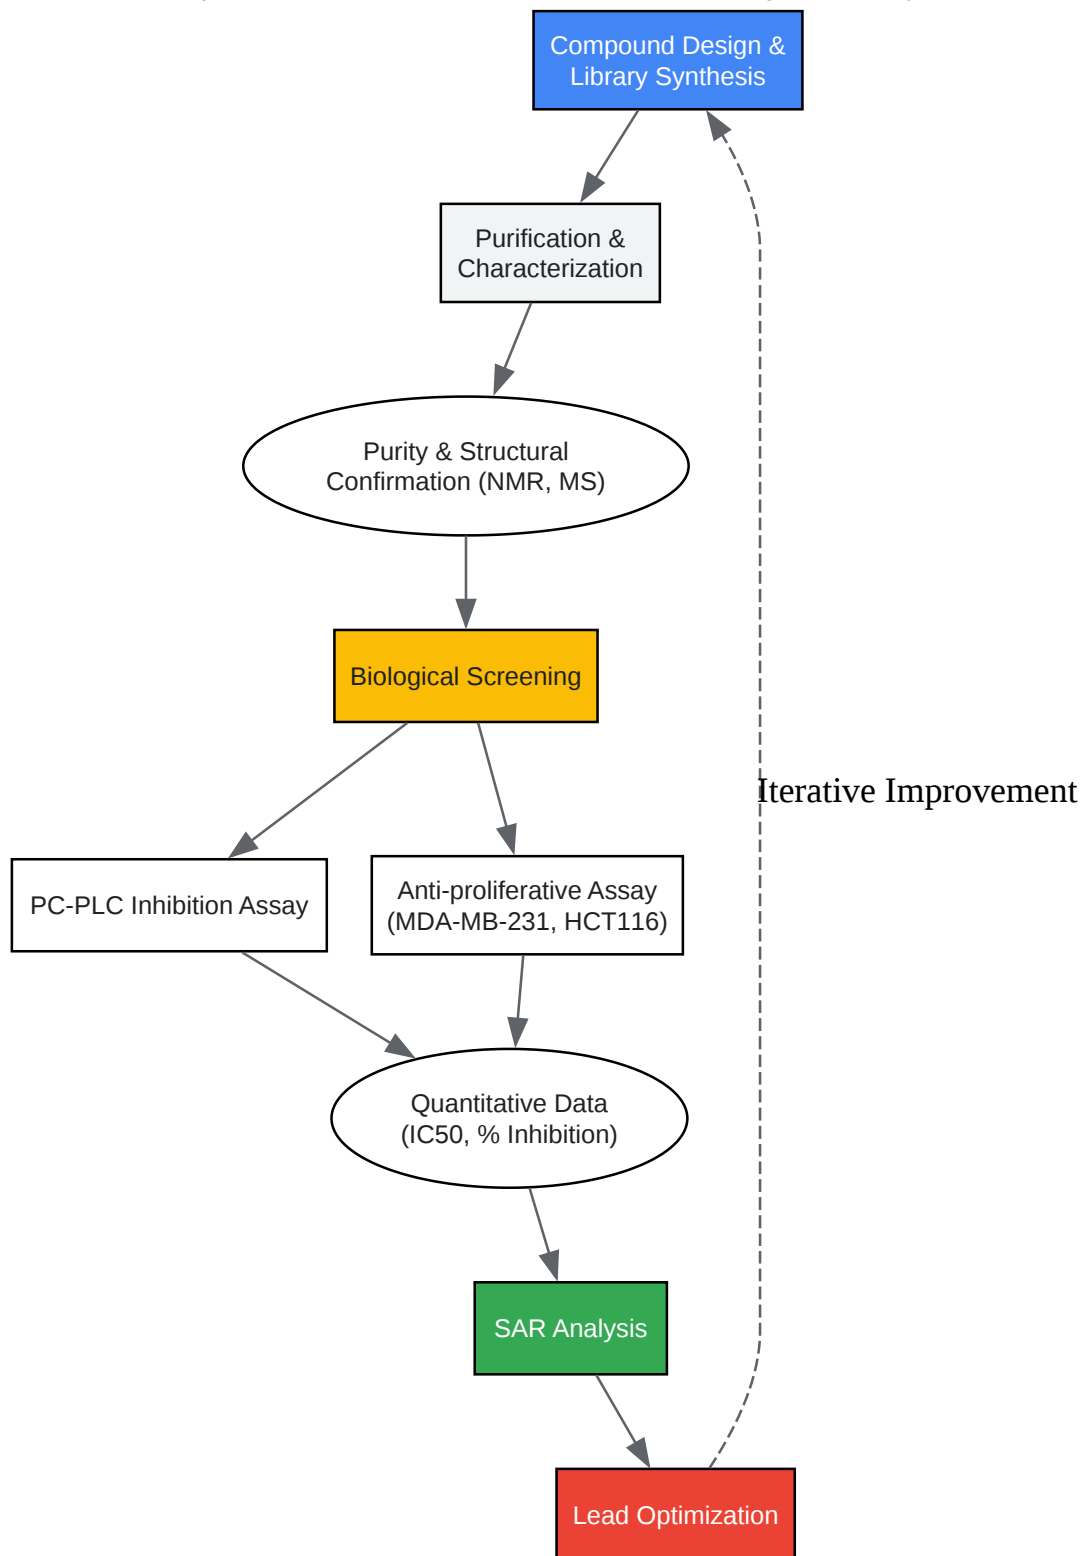 Compound Design &
Library Synthesis
Purification &
Characterization
Purity & Structural
Confirmation (NMR, MS)
Biological Screening
Iterative Improvement
PC-PLC Inhibition Assay
Anti-proliferative Assay
(MDA-MB-231, HCT116)
Quantitative Data
(IC50, % Inhibition)
SAR Analysis
Lead Optimization